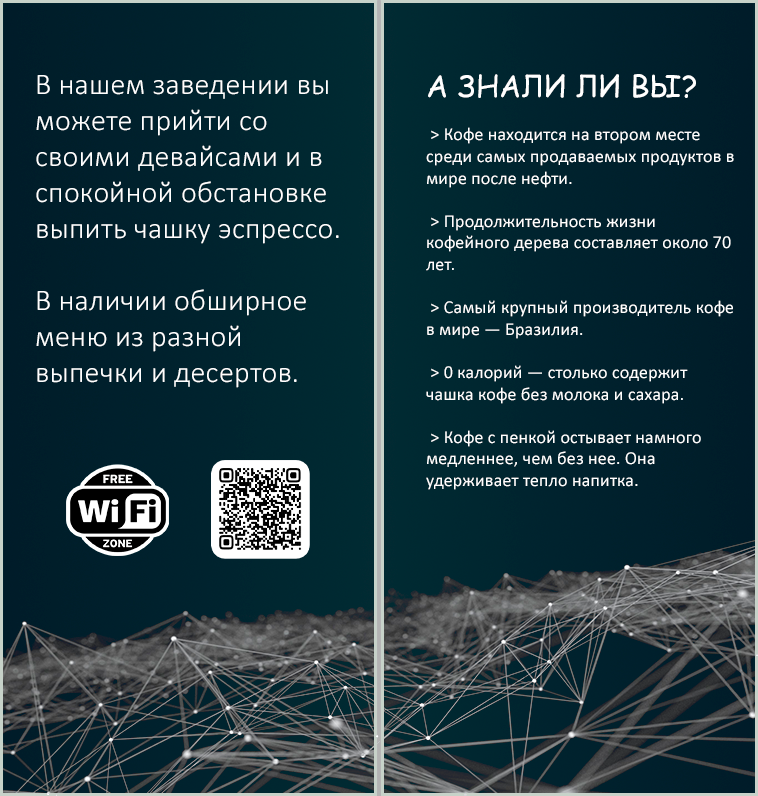 В нашем заведении вы
можете прийти со
своими девайсами и в
спокойной обстановке
выпить чашку эспрессо.
В наличии обширное
меню из разной
выпечки и десертов.
FREE
Wi Fi
ZONE
А ЗНАЛИ ЛИ ВЫ?
> Кофе находится на втором месте
среди самых продаваемых продуктов в
мире после нефти.
> Продолжительность жизни
кофейного дерева составляет около 70
лет.
> Самый крупный производитель кофе
в мире — Бразилия.
> 0 калорий — столько содержит
чашка кофе без молока и сахара.
> Кофе с пенкой остывает намного
медленнее, чем без нее. Она
удерживает тепло напитка.